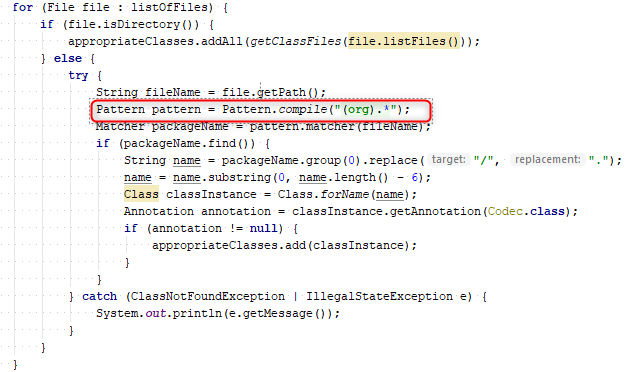 for (File file : listOfFiles) {
    if (file.isDirectory()) {
        appropriateClasses.addAll(getClassFiles(file.listFiles()));
    } else {
        try {
            String fileName = file.getPath();
            Pattern pattern = Pattern.compile("(org).*");
            Matcher packageName = pattern.matcher(fileName);
            if (packageName.find()) {
                String name = packageName.group(0).replace( target: "/", replacement: ".");
                name = name.substring(0, name.length() - 6);
                Class classInstance = Class.forName(name);
                Annotation annotation = classInstance.getAnnotation(Codec.class);
                if (annotation != null) {
                    appropriateClasses.add(classInstance);
                }
            }
        } catch (ClassNotFoundException | IllegalStateException e) {
            System.out.println(e.getMessage());
        }
    }
}